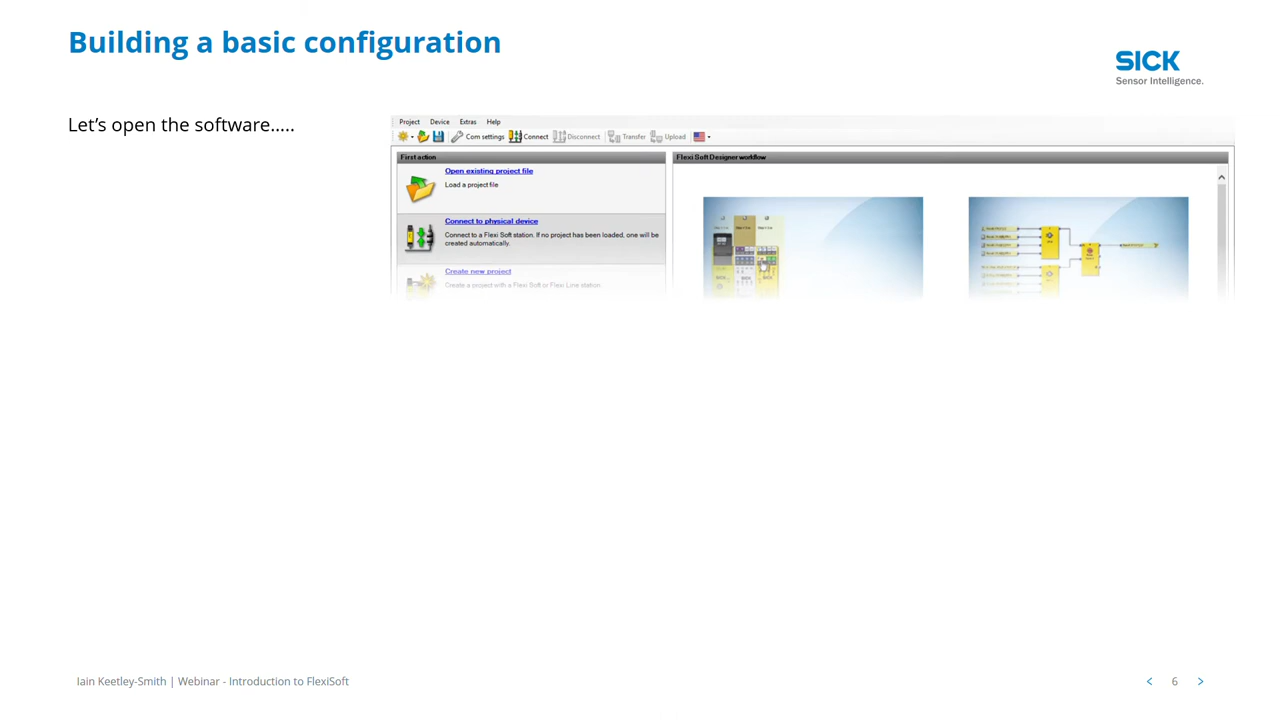 Building a basic configuration
SICK
Sensor Intelligence.
Let's open the software.....
Project Device Extras Help
Com settings Connect Disconnect Transfer Upload
First action
Flexi Soft Designer workflow
Open existing project file
Load a project file
Connect to physical device
Connect to a Flexi Soft station. If no project has been loaded, one will be
created automatically.
Create new project
Create a project with a Flexi Soft or Flexi Line station.
Iain Keetley-Smith | Webinar - Introduction to FlexiSoft
< 6 >